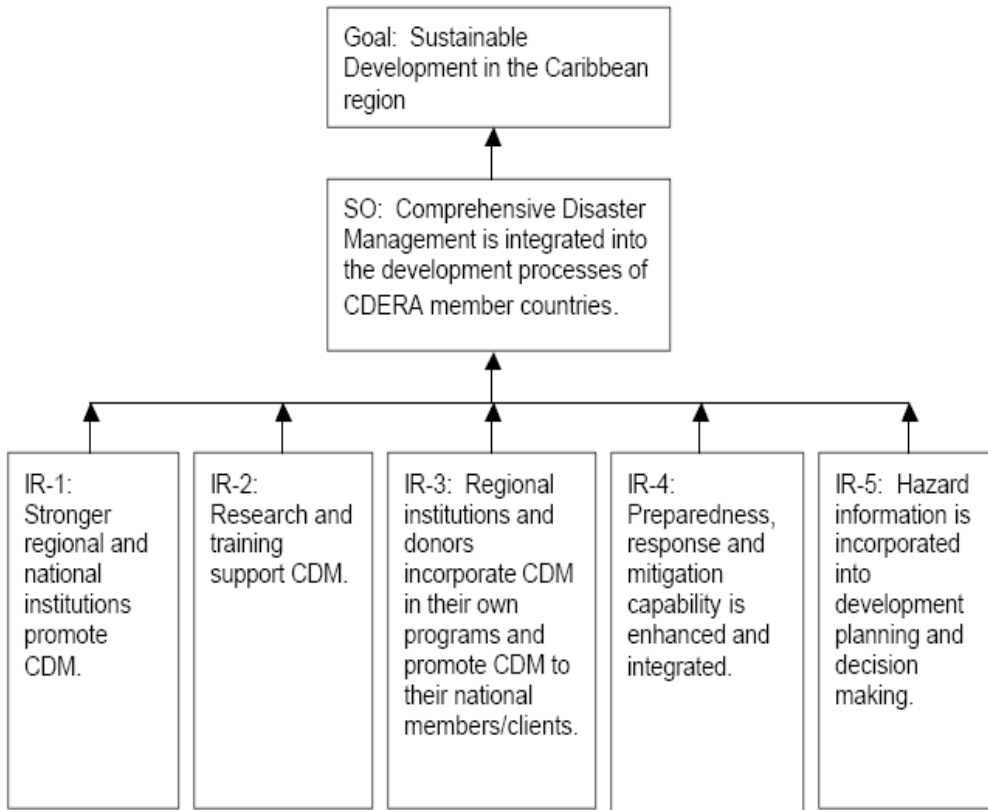 Goal: Sustainable
Development in the Caribbean
region
SO: Comprehensive Disaster
Management is integrated into
the development processes of
CDERA member countries.
IR-1:
Stronger
regional and
national
institutions
promote
CDM.
IR-2:
Research and
training
support CDM.
IR-3: Regional
institutions and
donors
incorporate CDM
in their own
programs and
promote CDM to
their national
members/clients.
IR-4:
Preparedness,
response and
mitigation
capability is
enhanced and
integrated.
IR-5: Hazard
information is
incorporated
into
development
planning and
decision
making.